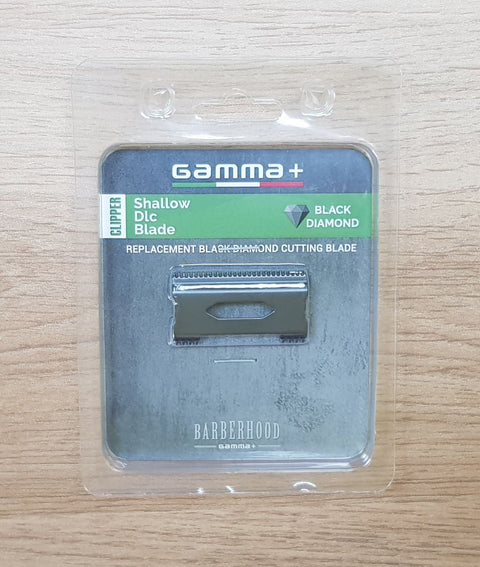 GAMMA+
CLIPPER
Shallow
Dlc
Blade
BLACK
DIAMOND
REPLACEMENT BLACK DIAMOND CUTTING BLADE
BARBERHOOD
GAMMA+